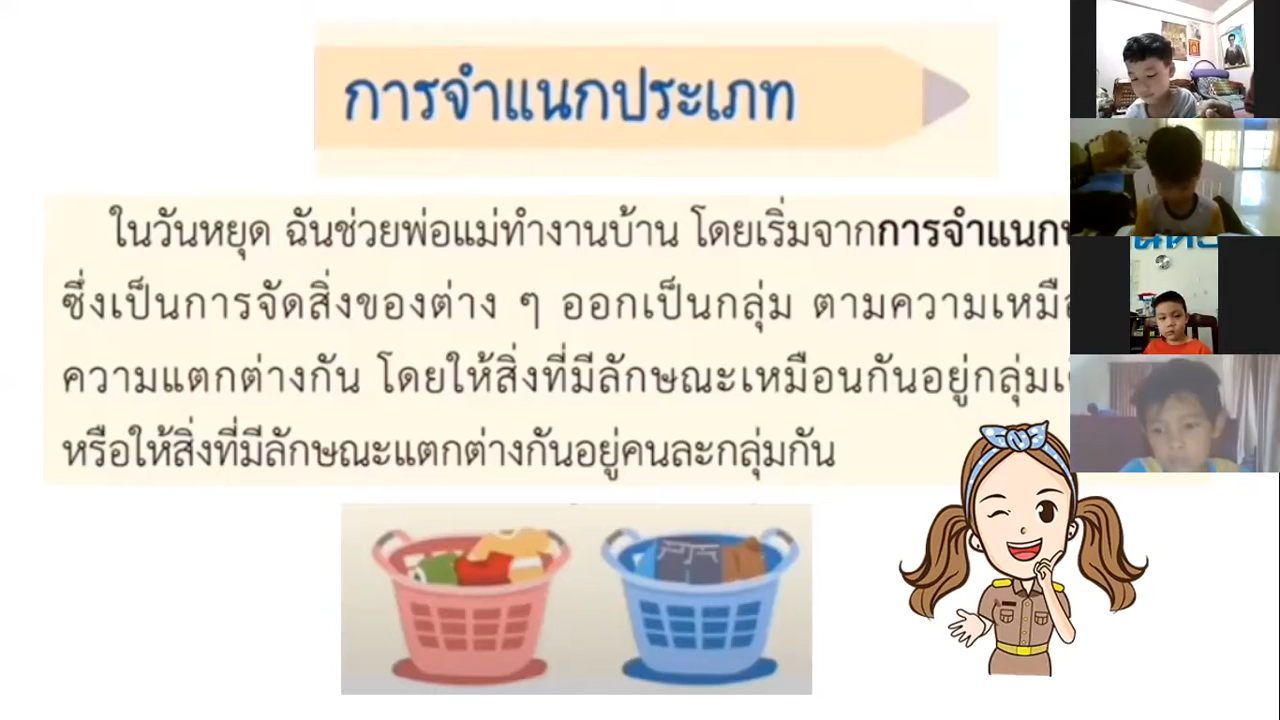 การจำแนกประเภท
ในวันหยุด ฉันช่วยพ่อแม่ทำงานบ้าน โดยเริ่มจากการจำแนก
ซึ่งเป็นการจัดสิ่งของต่าง ๆ ออกเป็นกลุ่ม ตามความ
ความแตกต่างกัน โดยให้สิ่งที่มีลักษณะเหมือนกันอยู่กลุ่ม
หรือให้สิ่งที่มีลักษณะแตกต่างกันอยู่คนละกลุ่มกัน